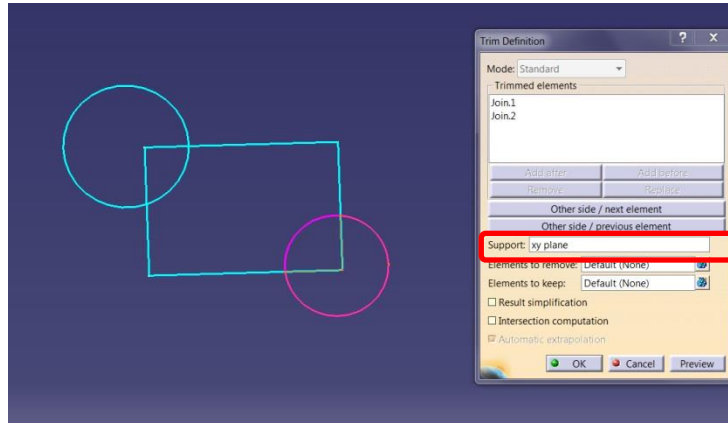 Trim Definition ? X
Mode: Standard
Trimmed elements
Join.1
Join.2
Add after Add before
Remove Replace
Other side / next element
Other side / previous element
Support: xy plane
Elements to remove: Default (None)
Elements to keep: Default (None)
Result simplification
Intersection computation
Automatic extrapolation
OK Cancel Preview